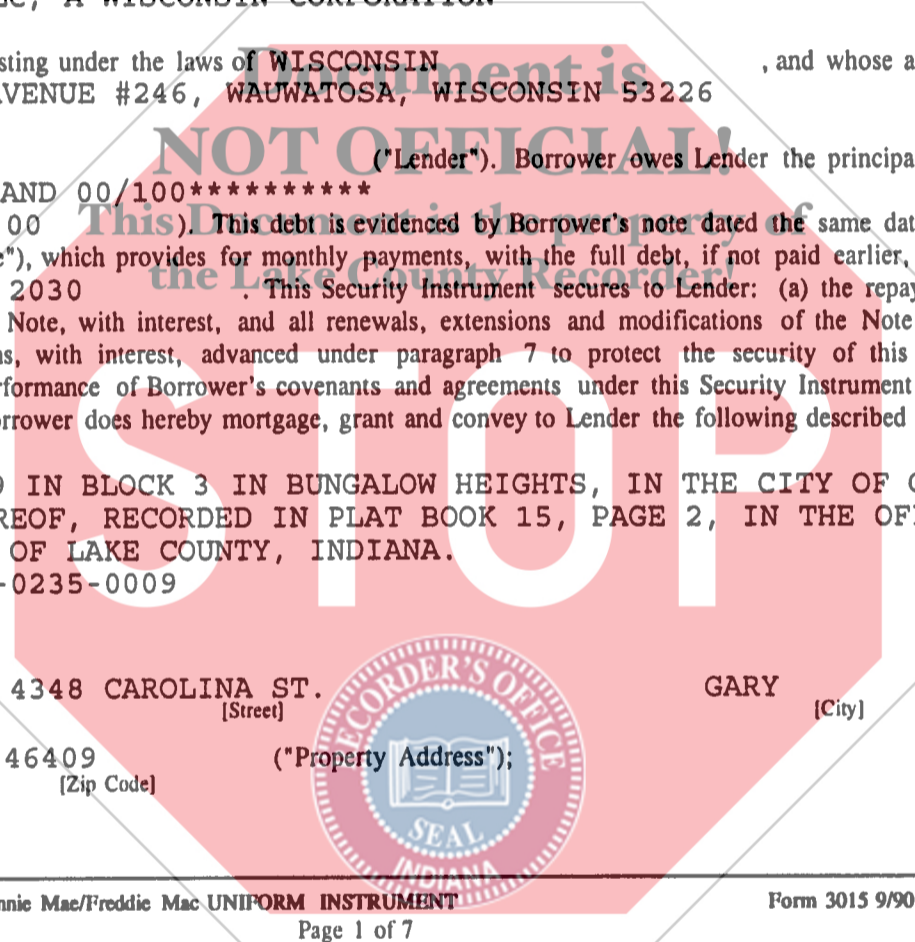 A WISCONSIN CORPORATION
sting under the laws of WISCONSIN , and whose a
AVENUE #246, WAUWATOSA, WISCONSIN 53226
Document is
NOT OFFICIAL!
("Lender"). Borrower owes Lender the principa
AND 00/100**********
00 ). This debt is evidenced by Borrower's note dated the same dat
This Document is the property of
"), which provides for monthly payments, with the full debt, if not paid earlier,
the Lake County Recorder!
2030 . This Security Instrument secures to Lender: (a) the repay
Note, with interest, and all renewals, extensions and modifications of the Note
s, with interest, advanced under paragraph 7 to protect the security of this
rformance of Borrower's covenants and agreements under this Security Instrument
rrower does hereby mortgage, grant and convey to Lender the following described
STOP
IN BLOCK 3 IN BUNGALOW HEIGHTS, IN THE CITY OF
REOF, RECORDED IN PLAT BOOK 15, PAGE 2, IN THE OF
OF LAKE COUNTY, INDIANA.
-0235-0009
4348 CAROLINA ST. GARY
[Street] [City]
46409 ("Property Address");
[Zip Code]
RECORDER'S OFFICE
SEAL
INDIANA
nnie Mae/Freddie Mac UNIFORM INSTRUMENT Form 3015 9/90
Page 1 of 7